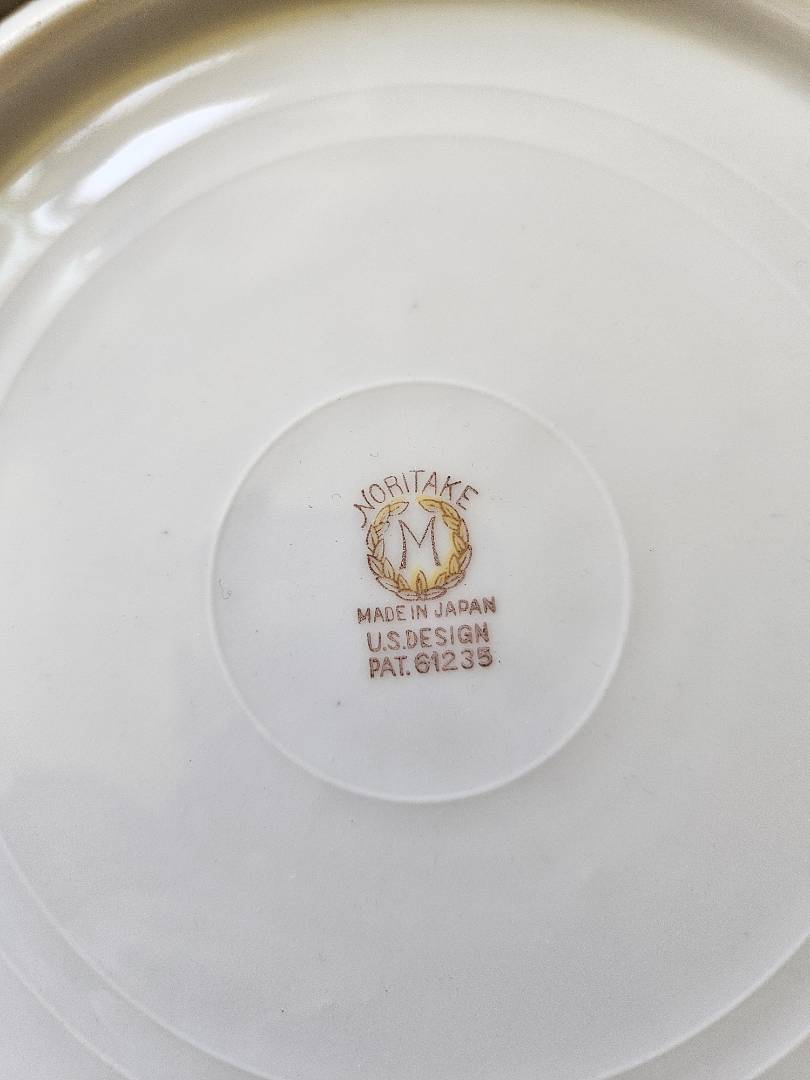 NORITAKE
M
MADE IN JAPAN
U.S.DESIGN
PAT. 61235